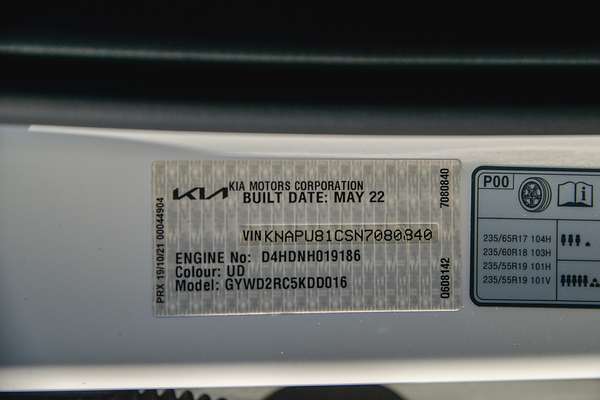 KIA KIA MOTORS CORPORATION
BUILT DATE: MAY 22
VIN KNAPU81CSN7080840
ENGINE No: D4HDNH019186
Colour: UD
Model: GYWD2RC5KDD016
PRX 19/10/21 00044904
7080840
0608142
P00
235/65R17 104H
235/60R18 103H
235/55R19 101H
235/55R19 101V